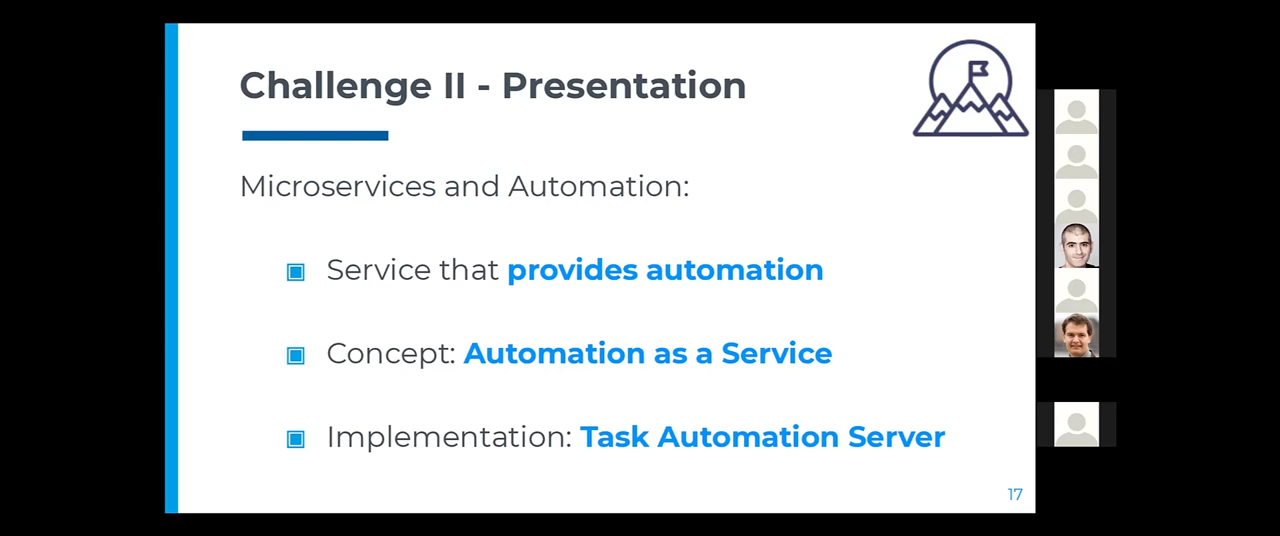 Challenge II - Presentation
Microservices and Automation:
Service that provides automation
Concept: Automation as a Service
Implementation: Task Automation Server
17